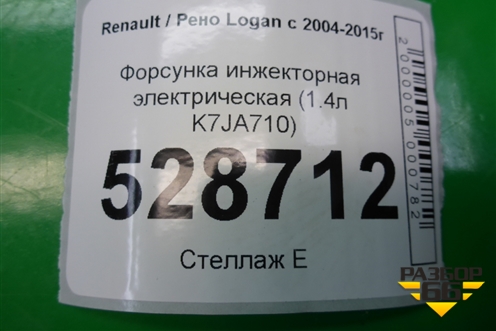 Renault / Рено Logan с 2004-2015г
Форсунка инжекторная
электрическая (1.4л
K7JA710)
528712
Стеллаж Е
2000005000782
РАЗБОР
66